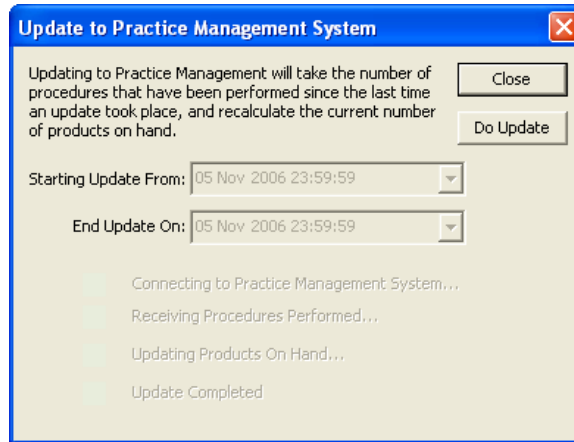 Update to Practice Management System
Updating to Practice Management will take the number of
procedures that have been performed since the last time
an update took place, and recalculate the current number
of products on hand.
Close
Do Update
Starting Update From: 05 Nov 2006 23:59:59
End Update On: 05 Nov 2006 23:59:59
Connecting to Practice Management System...
Receiving Procedures Performed...
Updating Products On Hand...
Update Completed